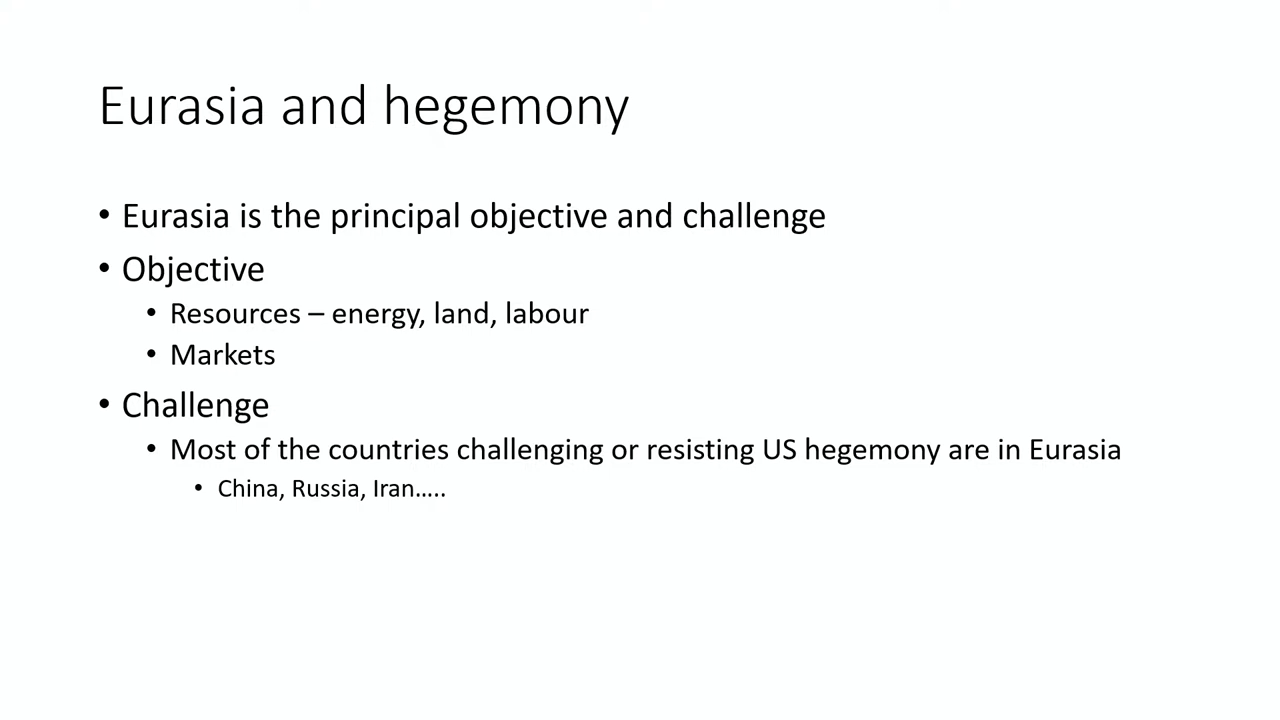 Eurasia and hegemony
• Eurasia is the principal objective and challenge
• Objective
• Resources – energy, land, labour
• Markets
• Challenge
• Most of the countries challenging or resisting US hegemony are in Eurasia
• China, Russia, Iran…..